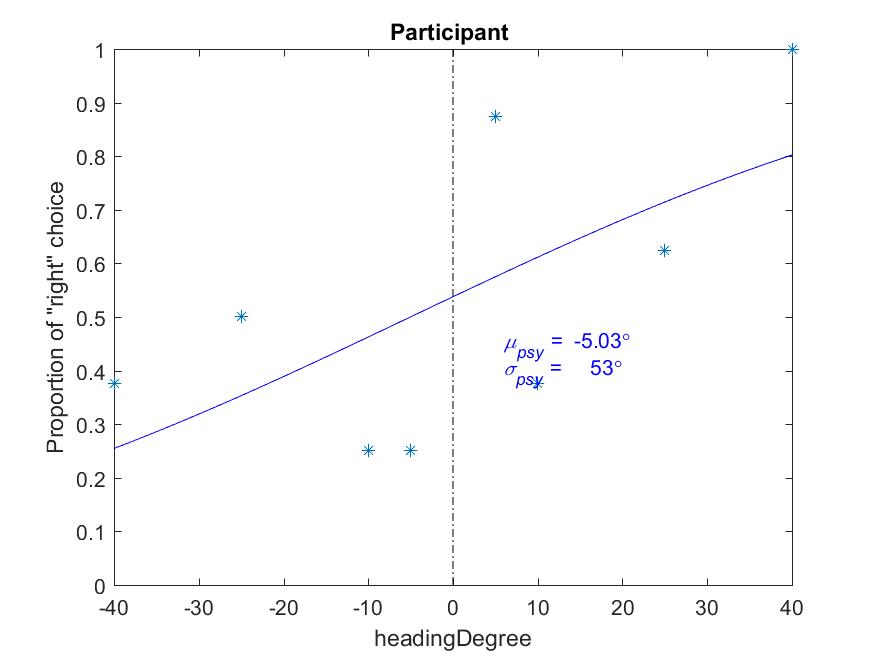 Participant
1
0.9
0.8
0.7
0.6
0.5
0.4
0.3
0.2
0.1
0
Proportion of "right" choice
μpsy = -5.03°
σpsy = 53°
-40 -30 -20 -10 0 10 20 30 40
headingDegree